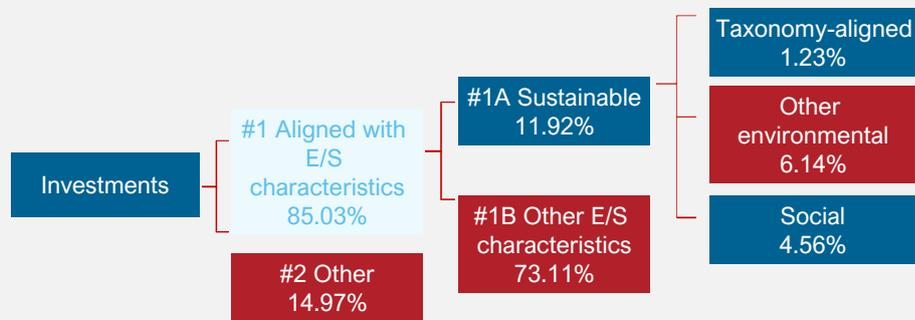 Investments
#1 Aligned with
E/S
characteristics
85.03%
#2 Other
14.97%
#1A Sustainable
11.92%
#1B Other E/S
characteristics
73.11%
Taxonomy-aligned
1.23%
Other
environmental
6.14%
Social
4.56%